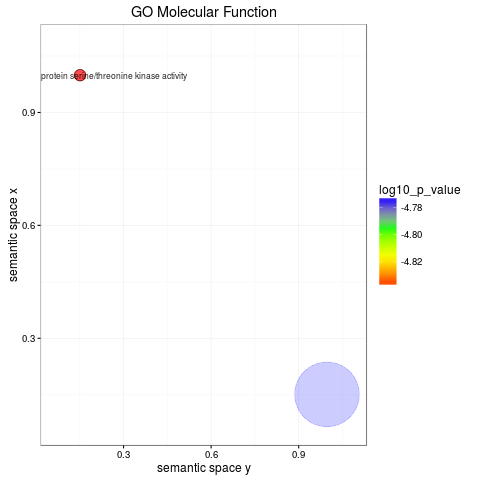 GO Molecular Function
protein serine/threonine kinase activity
0.9
0.6
0.3
semantic space x
0.3 0.6 0.9
semantic space y
log10_p_value
-4.78
-4.80
-4.82